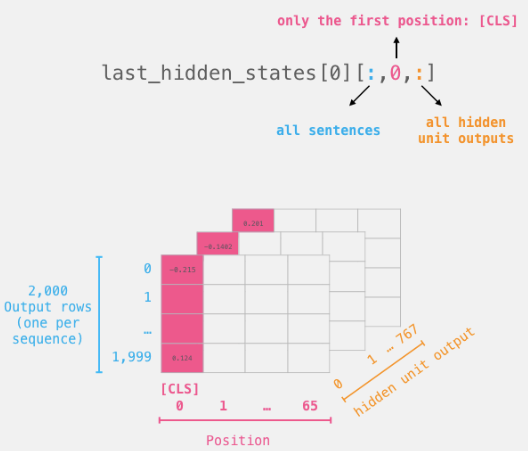 only the first position: [CLS]
last_hidden_states[0][:,0,:]
all sentences
all hidden
unit outputs
0.201
-0.1482
-0.215
0
1
…
1,999
0.124
2,000
Output rows
(one per
sequence)
[CLS]
0 1 … 65
Position
0 1 … 767
hidden unit output